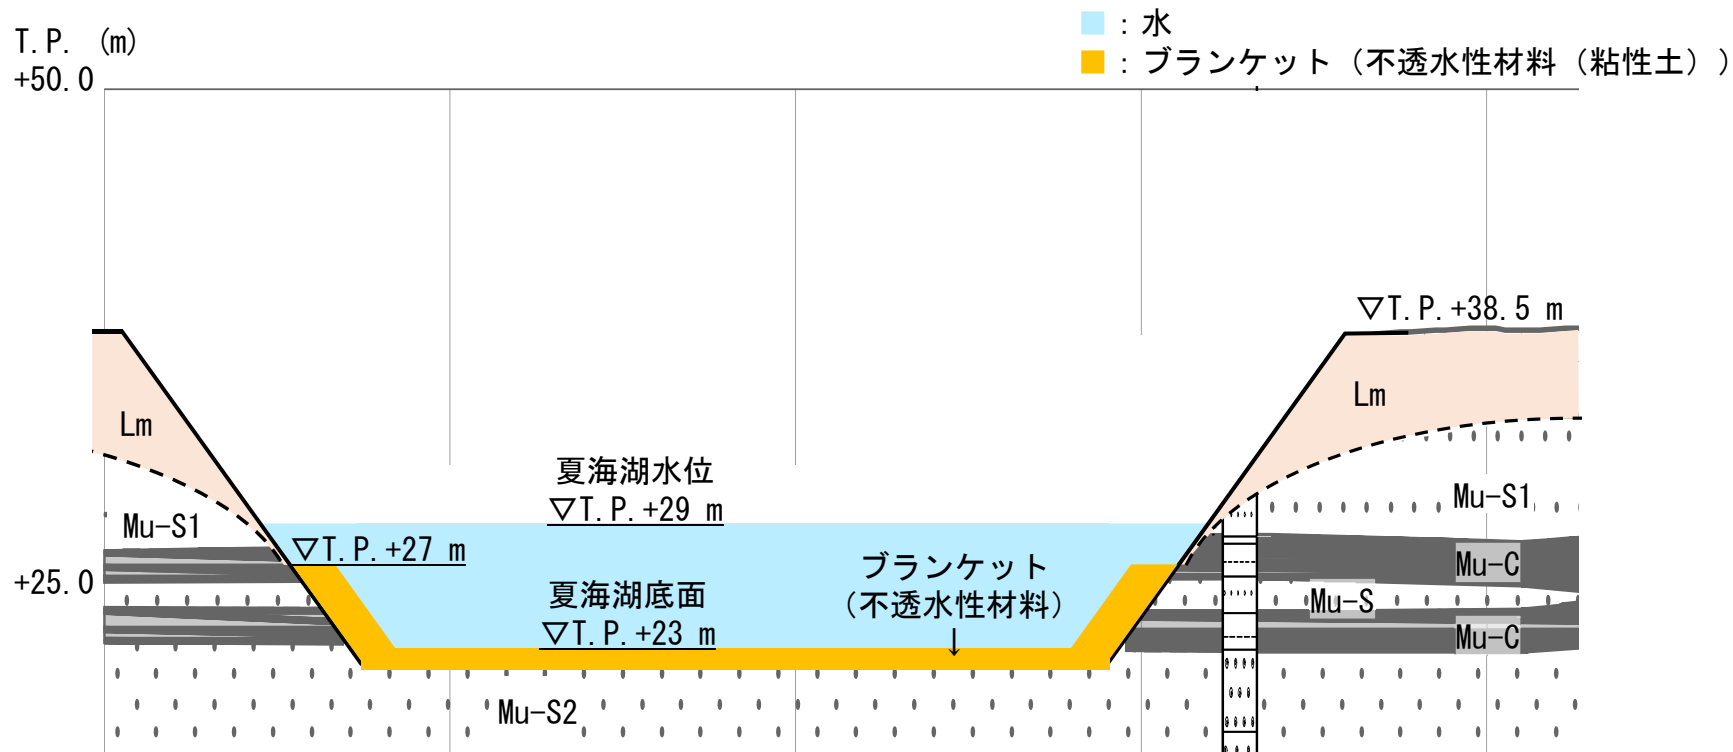 ：水
T.P. (m)
：ブランケット（不透水性材料（粘性土））
+50.0
▽T.P.+38.5 m
Lm
Lm
夏海湖水位
▽T.P.+29 m
Mu-S1
Mu-S1
▽T.P.+27 m
ブランケット
（不透水性材料）
↓
Mu-C
+25.0
夏海湖底面
▽T.P.+23 m
Mu-S
Mu-C
Mu-S2